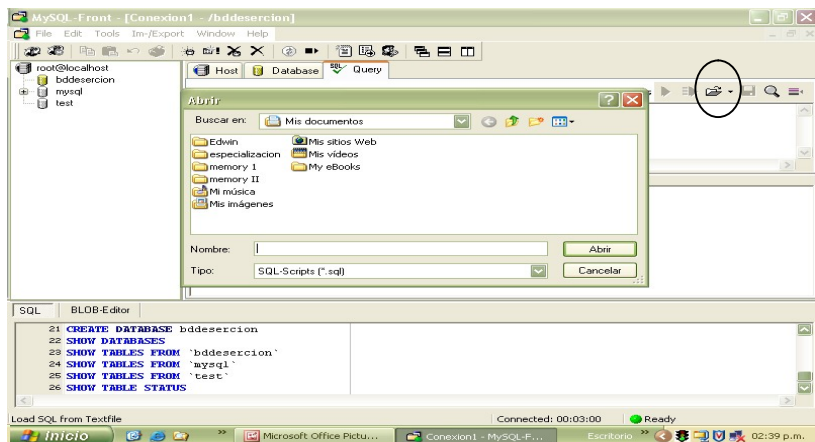 MySQL-Front - [Conexion1 - /bddesercion]
File Edit Tools Im-/Export Window Help
root@localhost
bddesercion
mysql
test
Host Database SQL Query
Abrir
Buscar en: Mis documentos
Edwin
especializacion
memory 1
memory II
Mi música
Mis imágenes
Mis sitios Web
Mis vídeos
My eBooks
Nombre: Abrir
Tipo: SQL-Scripts (*.sql) Cancelar
SQL BLOB-Editor
21 CREATE DATABASE bddesercion
22 SHOW DATABASES
23 SHOW TABLES FROM `bddesercion`
24 SHOW TABLES FROM `mysql`
25 SHOW TABLES FROM `test`
26 SHOW TABLE STATUS
Load SQL from Textfile Connected: 00:03:00 Ready
Inicio » Microsoft Office Pictu... Conexion1 - MySQL-F... Escritorio » 02:39 p.m.